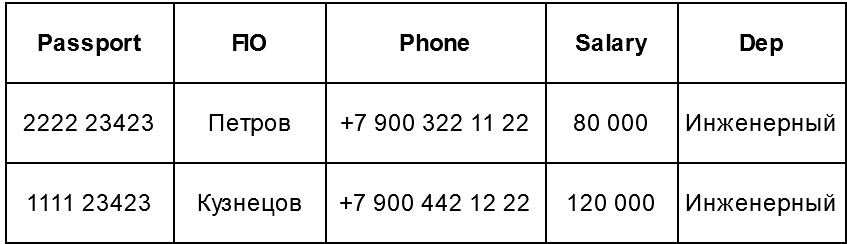 Passport FIO Phone Salary Dep
2222 23423 Петров +7 900 322 11 22 80 000 Инженерный
1111 23423 Кузнецов +7 900 442 12 22 120 000 Инженерный